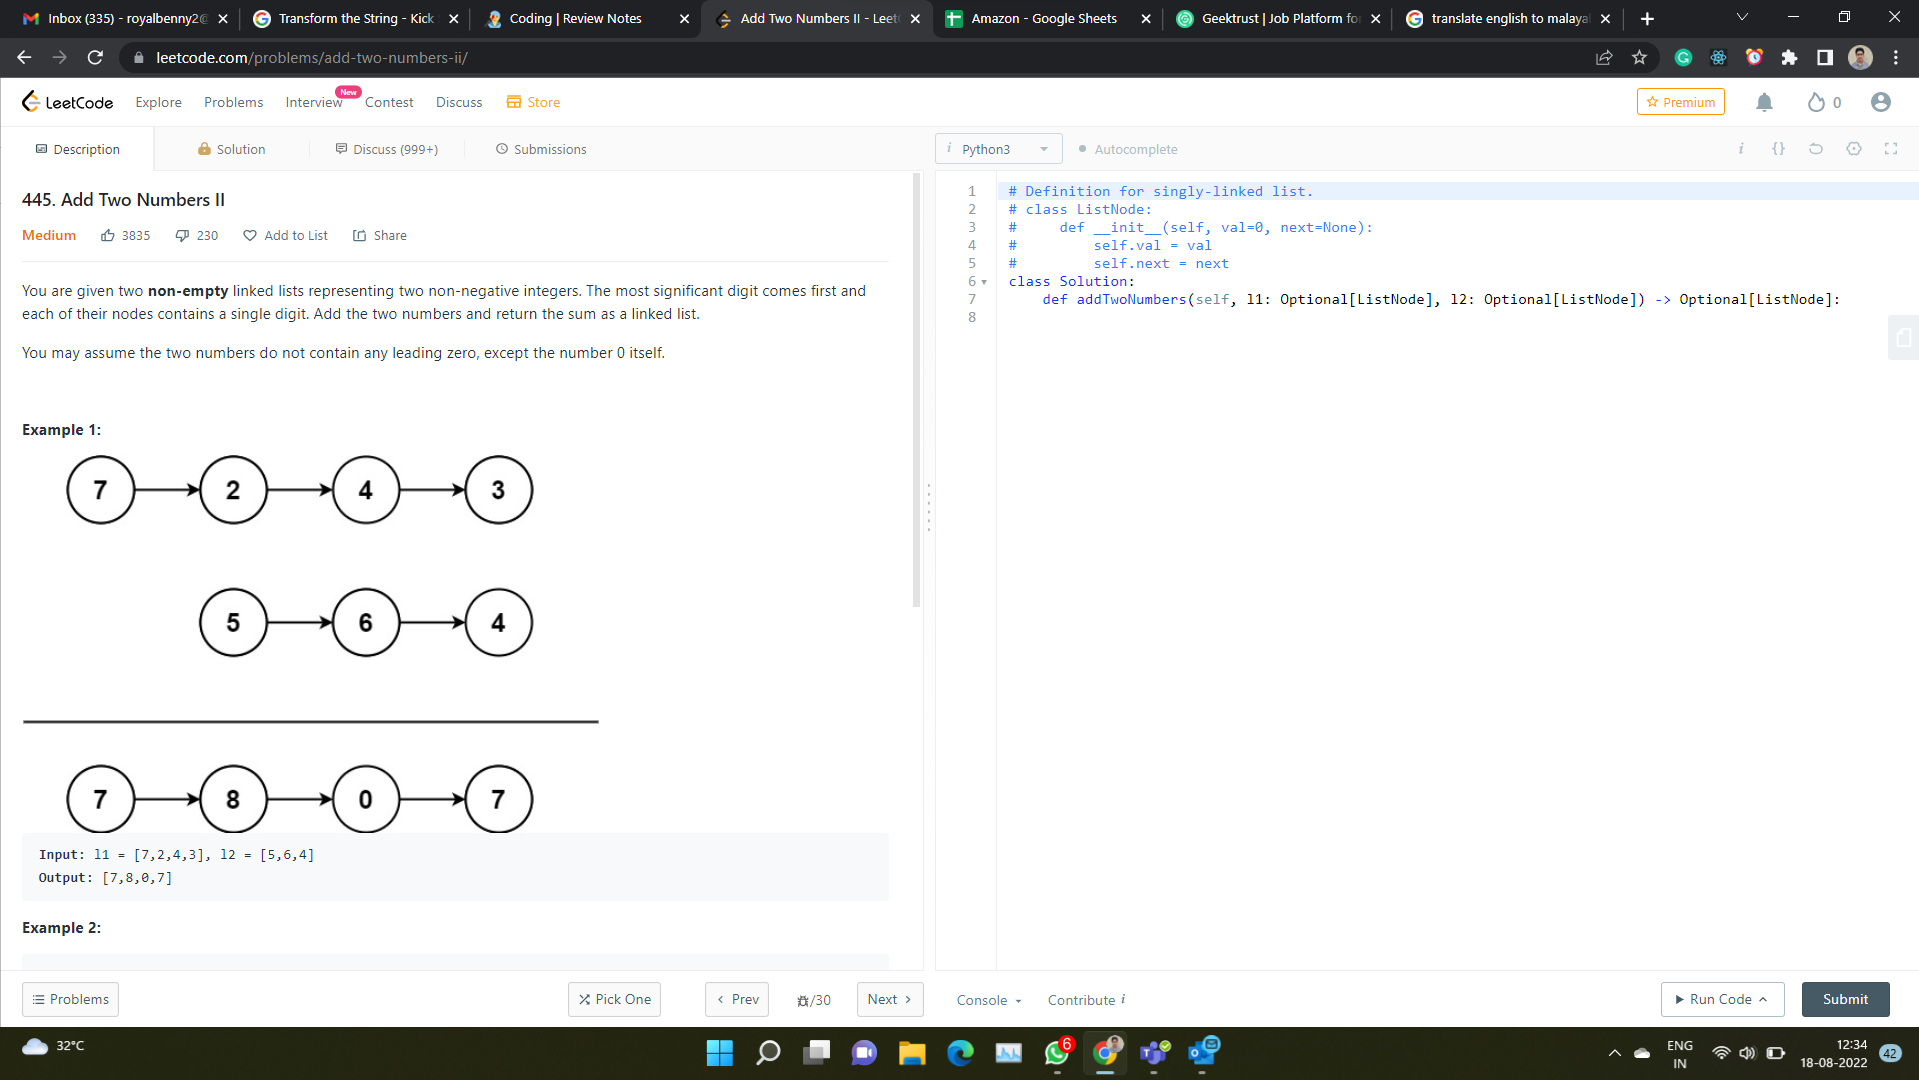 Inbox (335) - royalbenny2@
Transform the String - Kick
Coding | Review Notes
Add Two Numbers II - Leet
Amazon - Google Sheets
Geektrust | Job Platform fo
translate english to malaya
leetcode.com/problems/add-two-numbers-ii/
LeetCode
Explore
Problems
Interview
New
Contest
Discuss
Store
Premium
0
Description
Solution
Discuss (999+)
Submissions
445. Add Two Numbers II
Medium
3835
230
Add to List
Share
You are given two non-empty linked lists representing two non-negative integers. The most significant digit comes first and
each of their nodes contains a single digit. Add the two numbers and return the sum as a linked list.
You may assume the two numbers do not contain any leading zero, except the number 0 itself.
Example 1:
7 2 4 3
5 6 4
7 8 0 7
Input: l1 = [7,2,4,3], l2 = [5,6,4]
Output: [7,8,0,7]
Example 2:
i Python3
Autocomplete
i {}
1 # Definition for singly-linked list.
2 # class ListNode:
3 #     def __init__(self, val=0, next=None):
4 #         self.val = val
5 #         self.next = next
6 class Solution:
7     def addTwoNumbers(self, l1: Optional[ListNode], l2: Optional[ListNode]) -> Optional[ListNode]:
8
Problems
Pick One
Prev
/30
Next
Console
Contribute i
Run Code
Submit
32°C
6
ENG
IN
12:34
18-08-2022
42